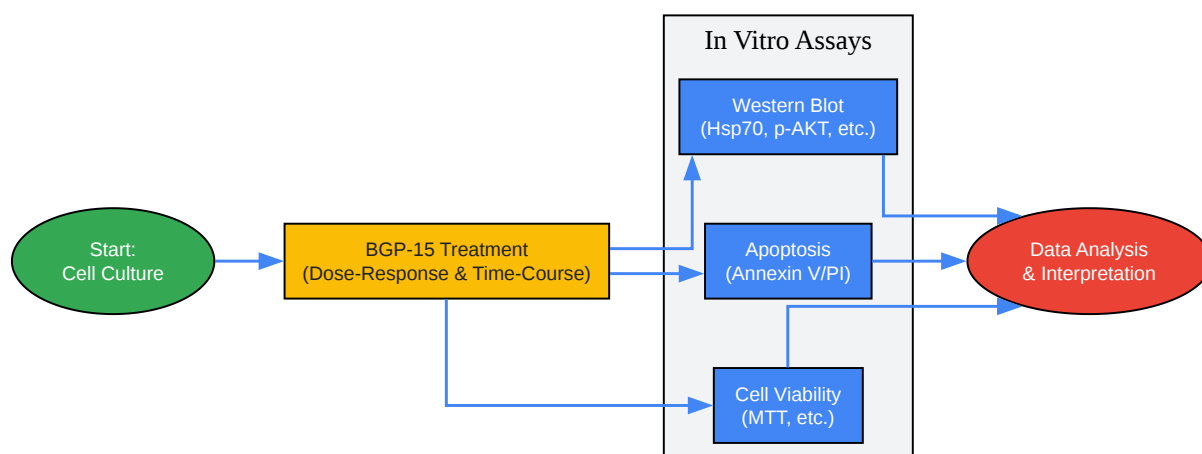 In Vitro Assays
Western Blot
(Hsp70, p-AKT, etc.)
Start:
Cell Culture
BGP-15 Treatment
(Dose-Response & Time-Course)
Apoptosis
(Annexin V/PI)
Data Analysis
& Interpretation
Cell Viability
(MTT, etc.)